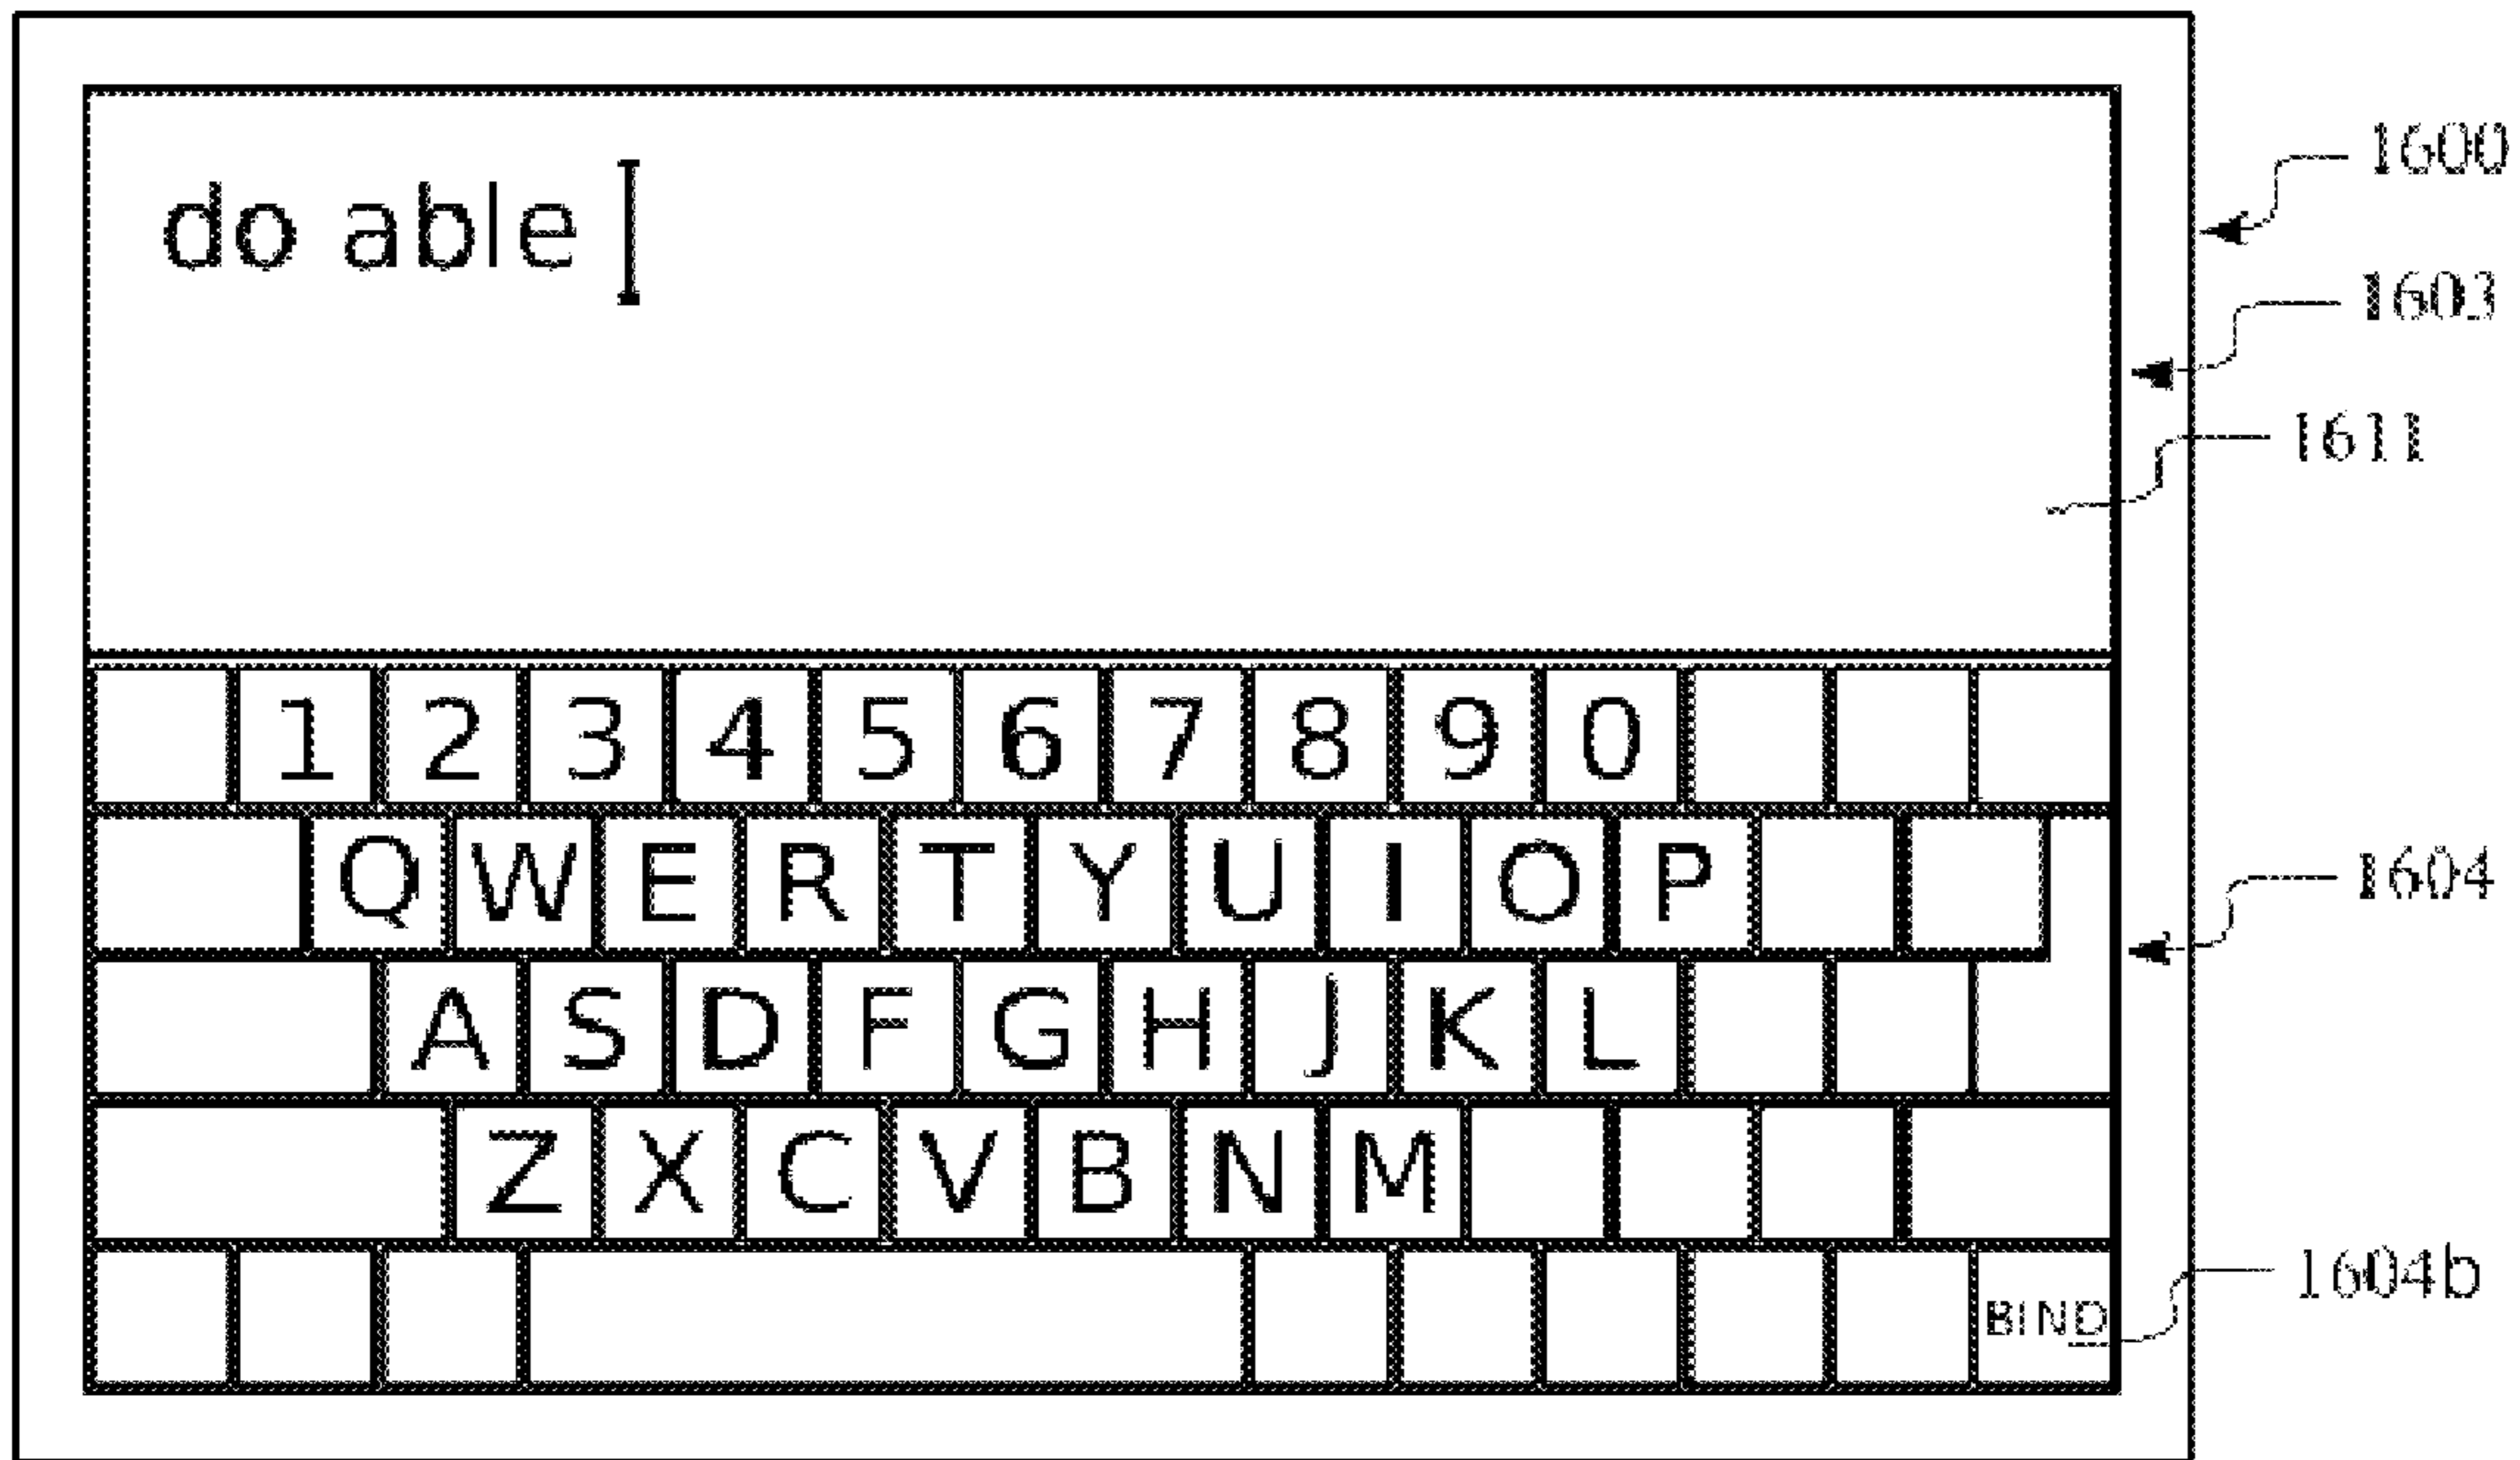 do able
1600
1603
1611
1 2 3 4 5 6 7 8 9 0
Q W E R T Y U I O P
1604
A S D F G H J K L
Z X C V B N M
1604b
BIND